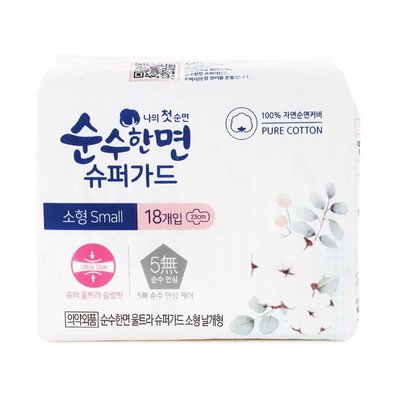 나의 첫 순면
순수한면
슈퍼가드
100% 자연순면커버
PURE COTTON
소형 Small
18개입
23cm
Ultra Slim
슈퍼 울트라 슬림핏
5無
순수 안심
5無 순수 안심 케어
의약외품 순수한면 울트라 슈퍼가드 소형 날개형